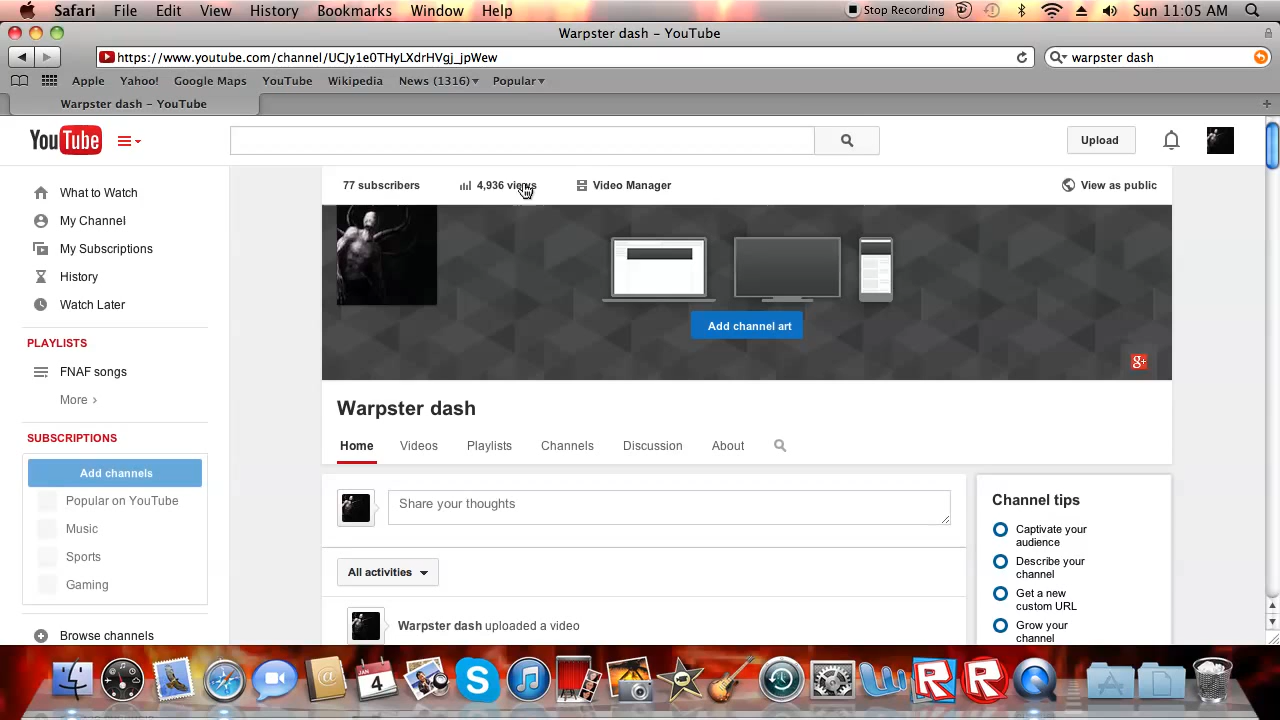 Safari File Edit View History Bookmarks Window Help Stop Recording Sun 11:05 AM
Warpster dash – YouTube
https://www.youtube.com/channel/UCJy1e0THyLXdrHVgj_jpWew
warpster dash
Apple Yahoo! Google Maps YouTube Wikipedia News (1316) Popular
Warpster dash – YouTube
YouTube
Upload
77 subscribers 4,936 views Video Manager View as public
What to Watch
My Channel
My Subscriptions
History
Watch Later
PLAYLISTS
FNAF songs
More ›
SUBSCRIPTIONS
Add channels
Popular on YouTube
Music
Sports
Gaming
Browse channels
Add channel art
g+
Warpster dash
Home Videos Playlists Channels Discussion About
Share your thoughts
All activities
Warpster dash uploaded a video
Channel tips
Captivate your
audience
Describe your
channel
Get a new
custom URL
Grow your
channel
JAN
4